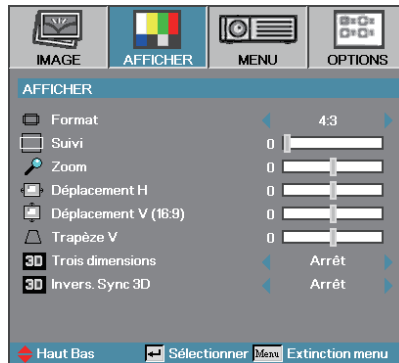 IMAGE AFFICHER MENU OPTIONS
AFFICHER
Format 4:3
Suivi 0
Zoom 0
Déplacement H 0
Déplacement V (16:9) 0
Trapèze V 0
3D Trois dimensions Arrêt
3D Invers. Sync 3D Arrêt
Haut Bas Sélectionner Menu Extinction menu